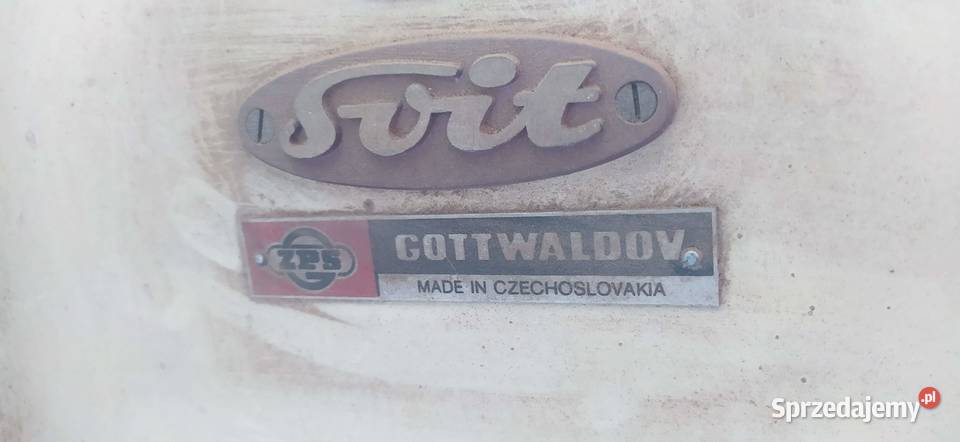 Svit
ZPS
GOTTWALDOV
MADE IN CZECHOSLOVAKIA
Sprzedajemy.pl